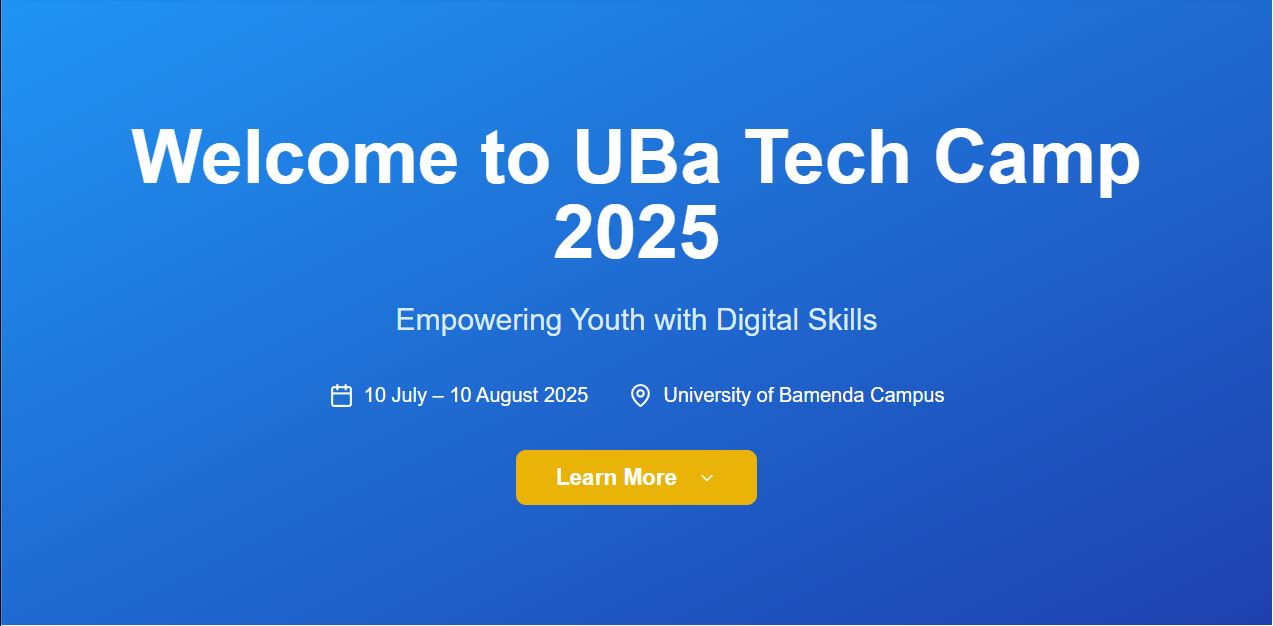 Welcome to UBa Tech Camp
2025
Empowering Youth with Digital Skills
10 July – 10 August 2025
University of Bamenda Campus
Learn More